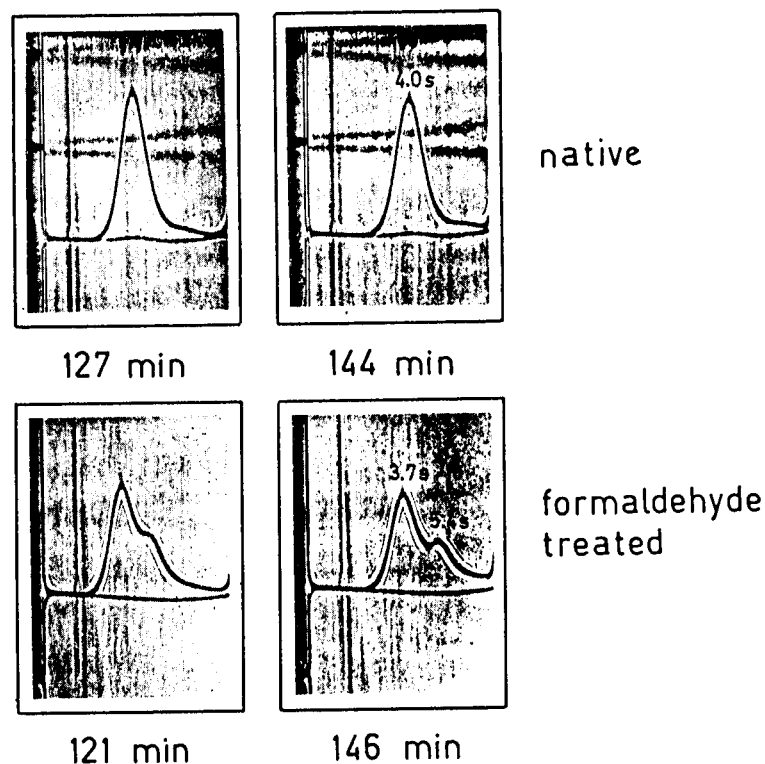 4.0s
native
127 min
144 min
3.7s
formaldehyde
treated
121 min
146 min